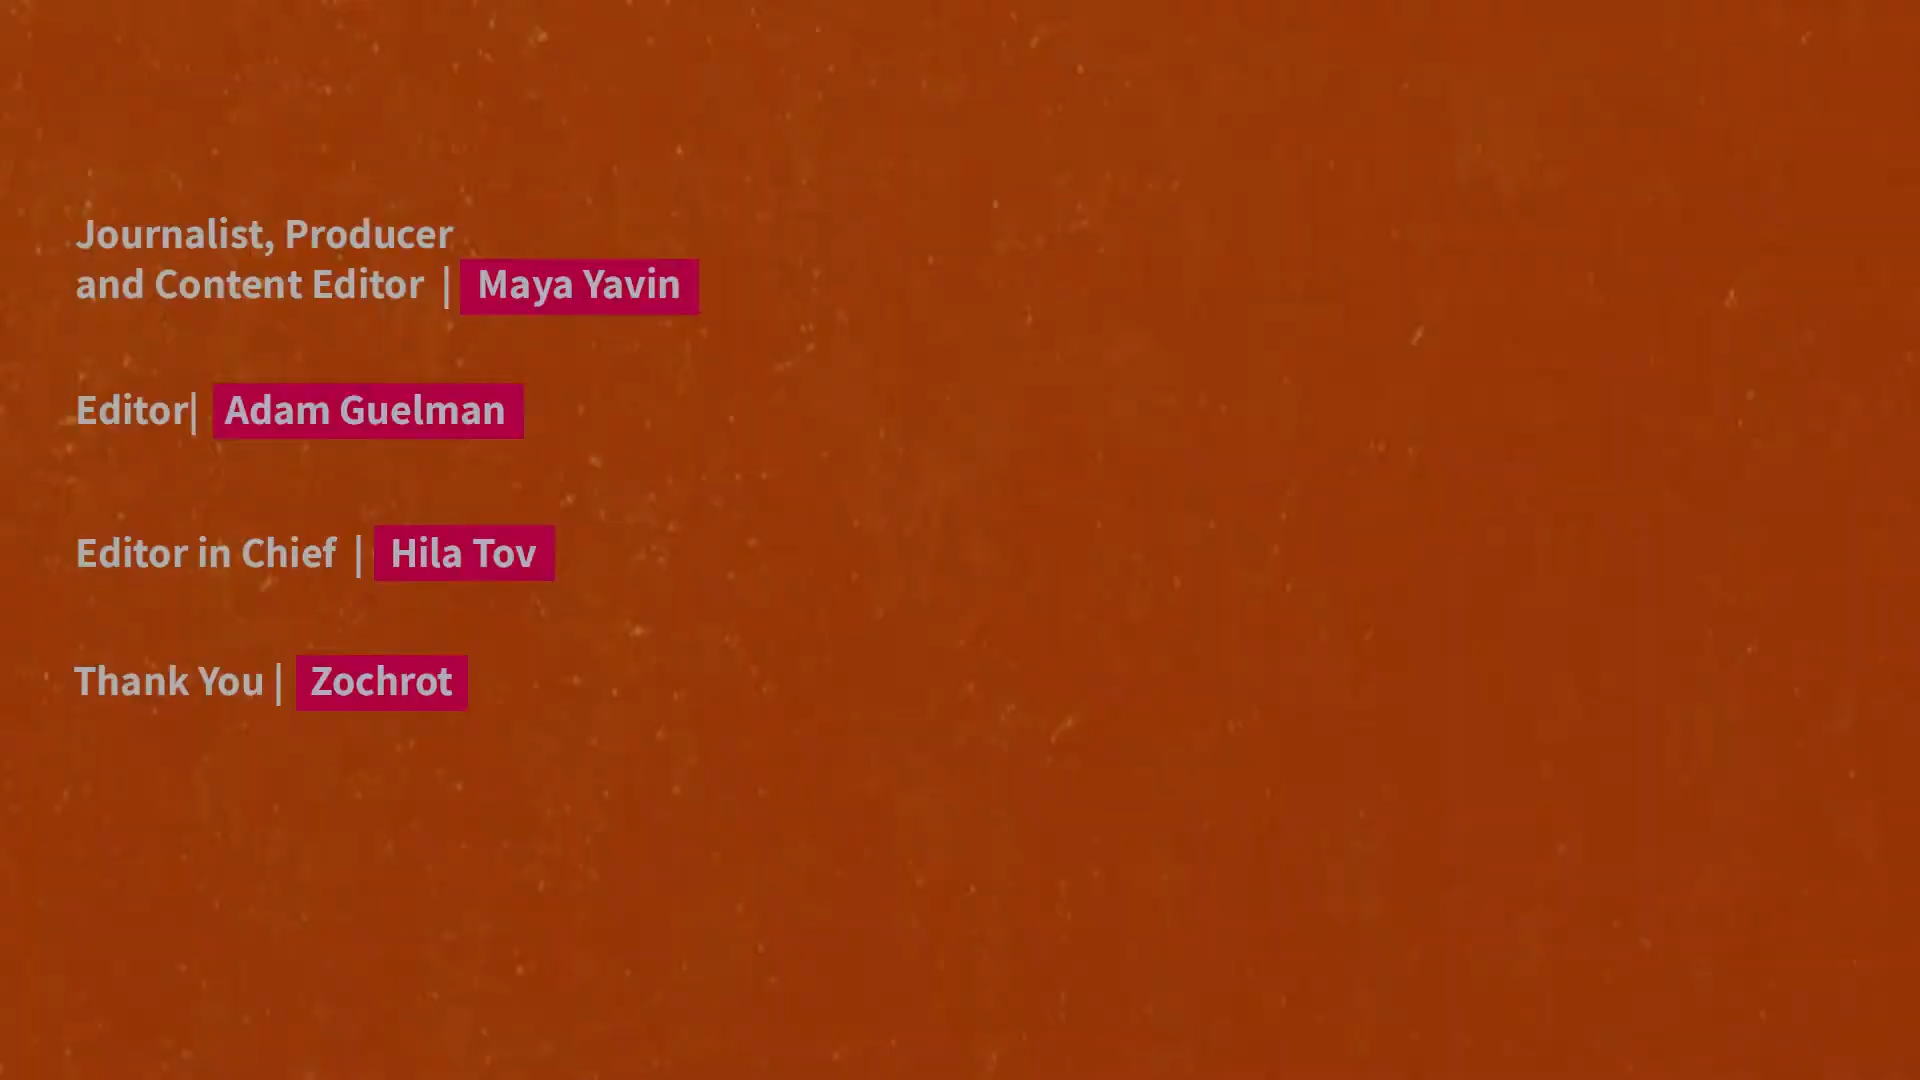 Journalist, Producer
and Content Editor | Maya Yavin
Editor| Adam Guelman
Editor in Chief | Hila Tov
Thank You | Zochrot